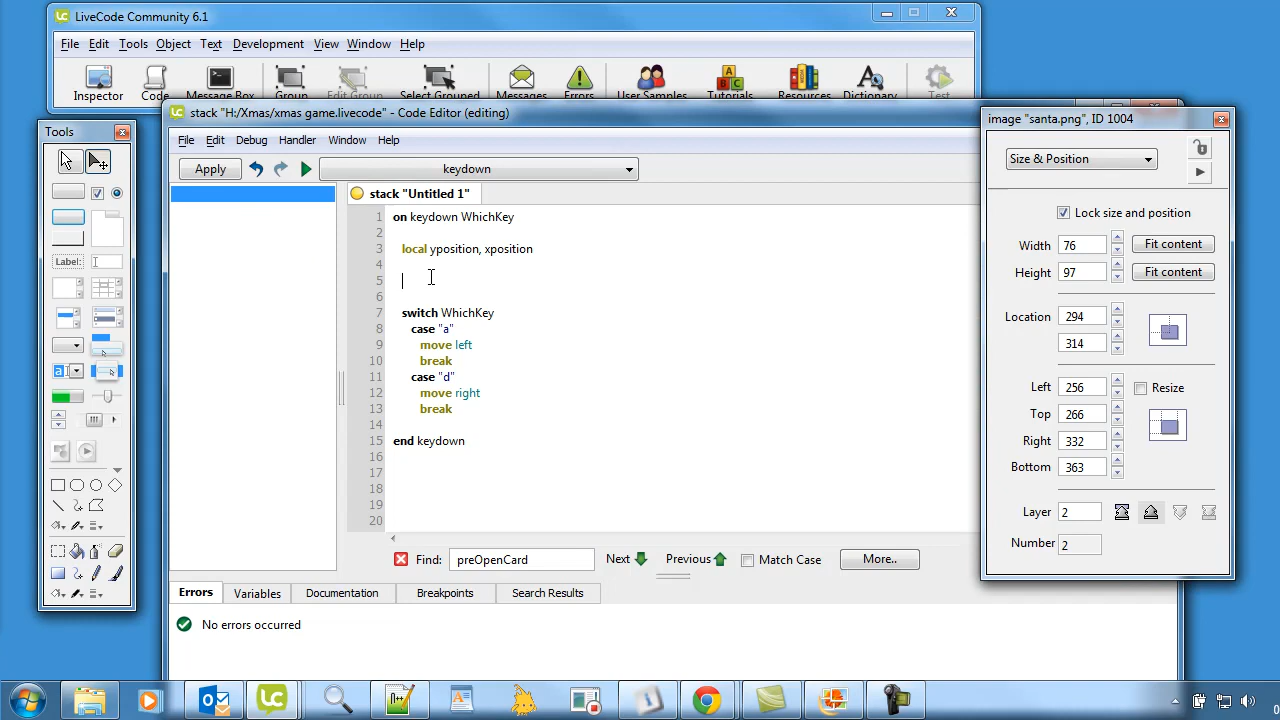 LiveCode Community 6.1
File Edit Tools Object Text Development View Window Help
Inspector Code Message Box Group Edit Group Select Grouped Messages Errors User Samples Tutorials Resources Dictionary Test
stack "H:/Xmas/xmas game.livecode" - Code Editor (editing)
File Edit Debug Handler Window Help
Apply keydown
stack "Untitled 1"
1 on keydown WhichKey
2
3 local yposition, xposition
4
5
6
7 switch WhichKey
8 case "a"
9 move left
10 break
11 case "d"
12 move right
13 break
14
15 end keydown
16
17
18
19
20
Find: preOpenCard Next Previous Match Case More..
Errors Variables Documentation Breakpoints Search Results
No errors occurred
Tools
Label:
a
image "santa.png", ID 1004
Size & Position
Lock size and position
Width 76 Fit content
Height 97 Fit content
Location 294
314
Left 256 Resize
Top 266
Right 332
Bottom 363
Layer 2
Number 2